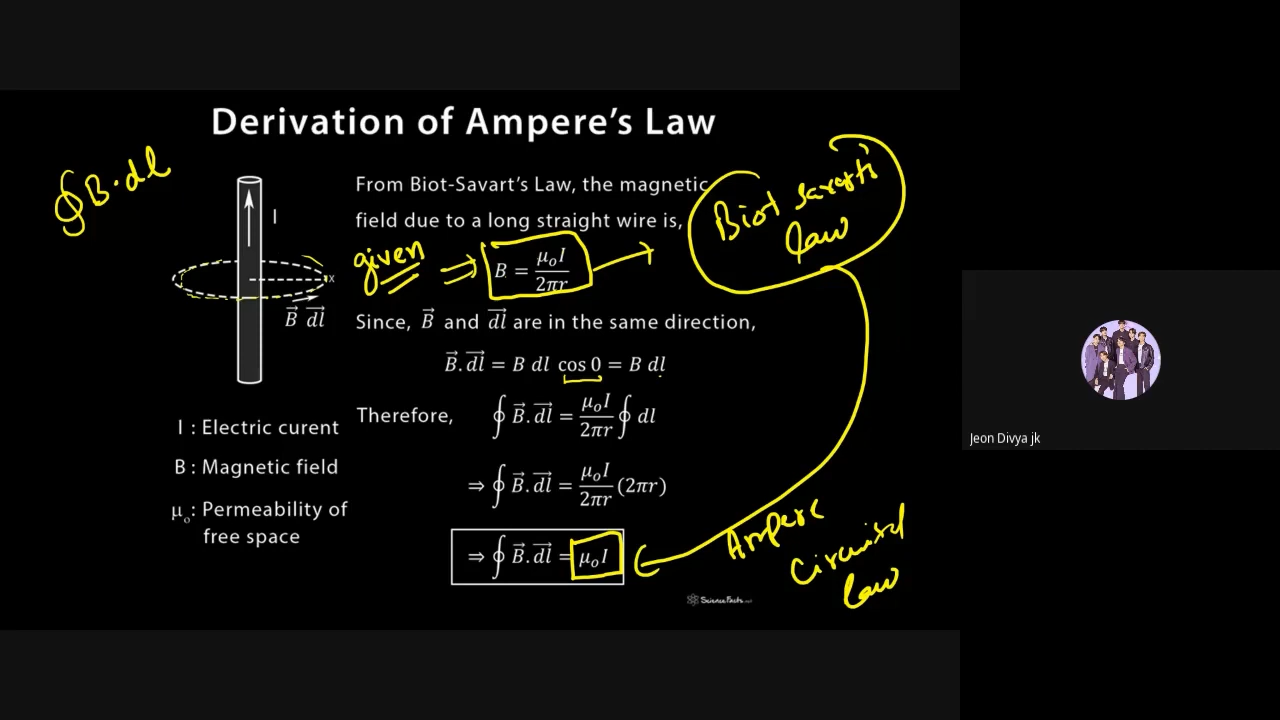 Derivation of Ampere's Law
∮B·dl
I
x
B⃗ dl⃗
From Biot-Savart's Law, the magnetic
field due to a long straight wire is,
given ⇒ B = μ₀I/2πr →
Biot savarts
law
Since, B⃗ and dl⃗ are in the same direction,
B⃗.dl⃗ = B dl cos 0 = B dl
Therefore, ∮ B⃗.dl⃗ = μ₀I/2πr ∮ dl
⇒ ∮ B⃗.dl⃗ = μ₀I/2πr (2πr)
⇒ ∮ B⃗.dl⃗ = μ₀I
I : Electric curent
B : Magnetic field
μ₀ : Permeability of
free space
Ampere
Circuital
law
ScienceFacts.net
Jeon Divya jk